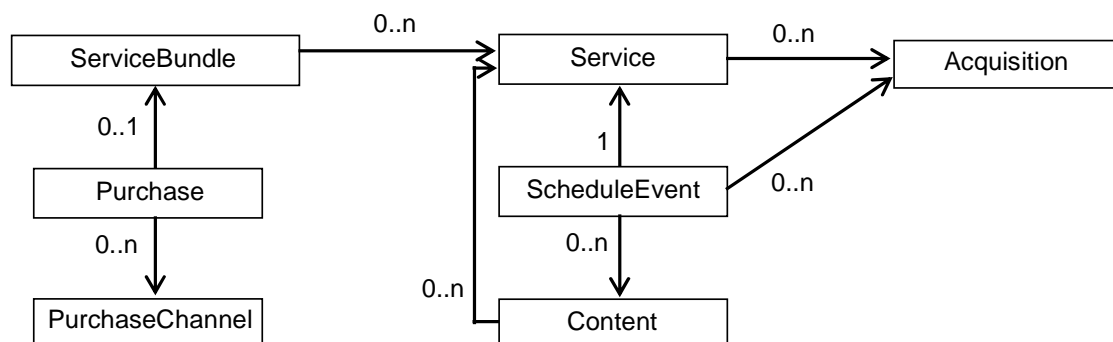 0..n
0..n
ServiceBundle
Service
Acquisition
0..1
1
Purchase
ScheduleEvent
0..n
0..n
0..n
0..n
PurchaseChannel
Content